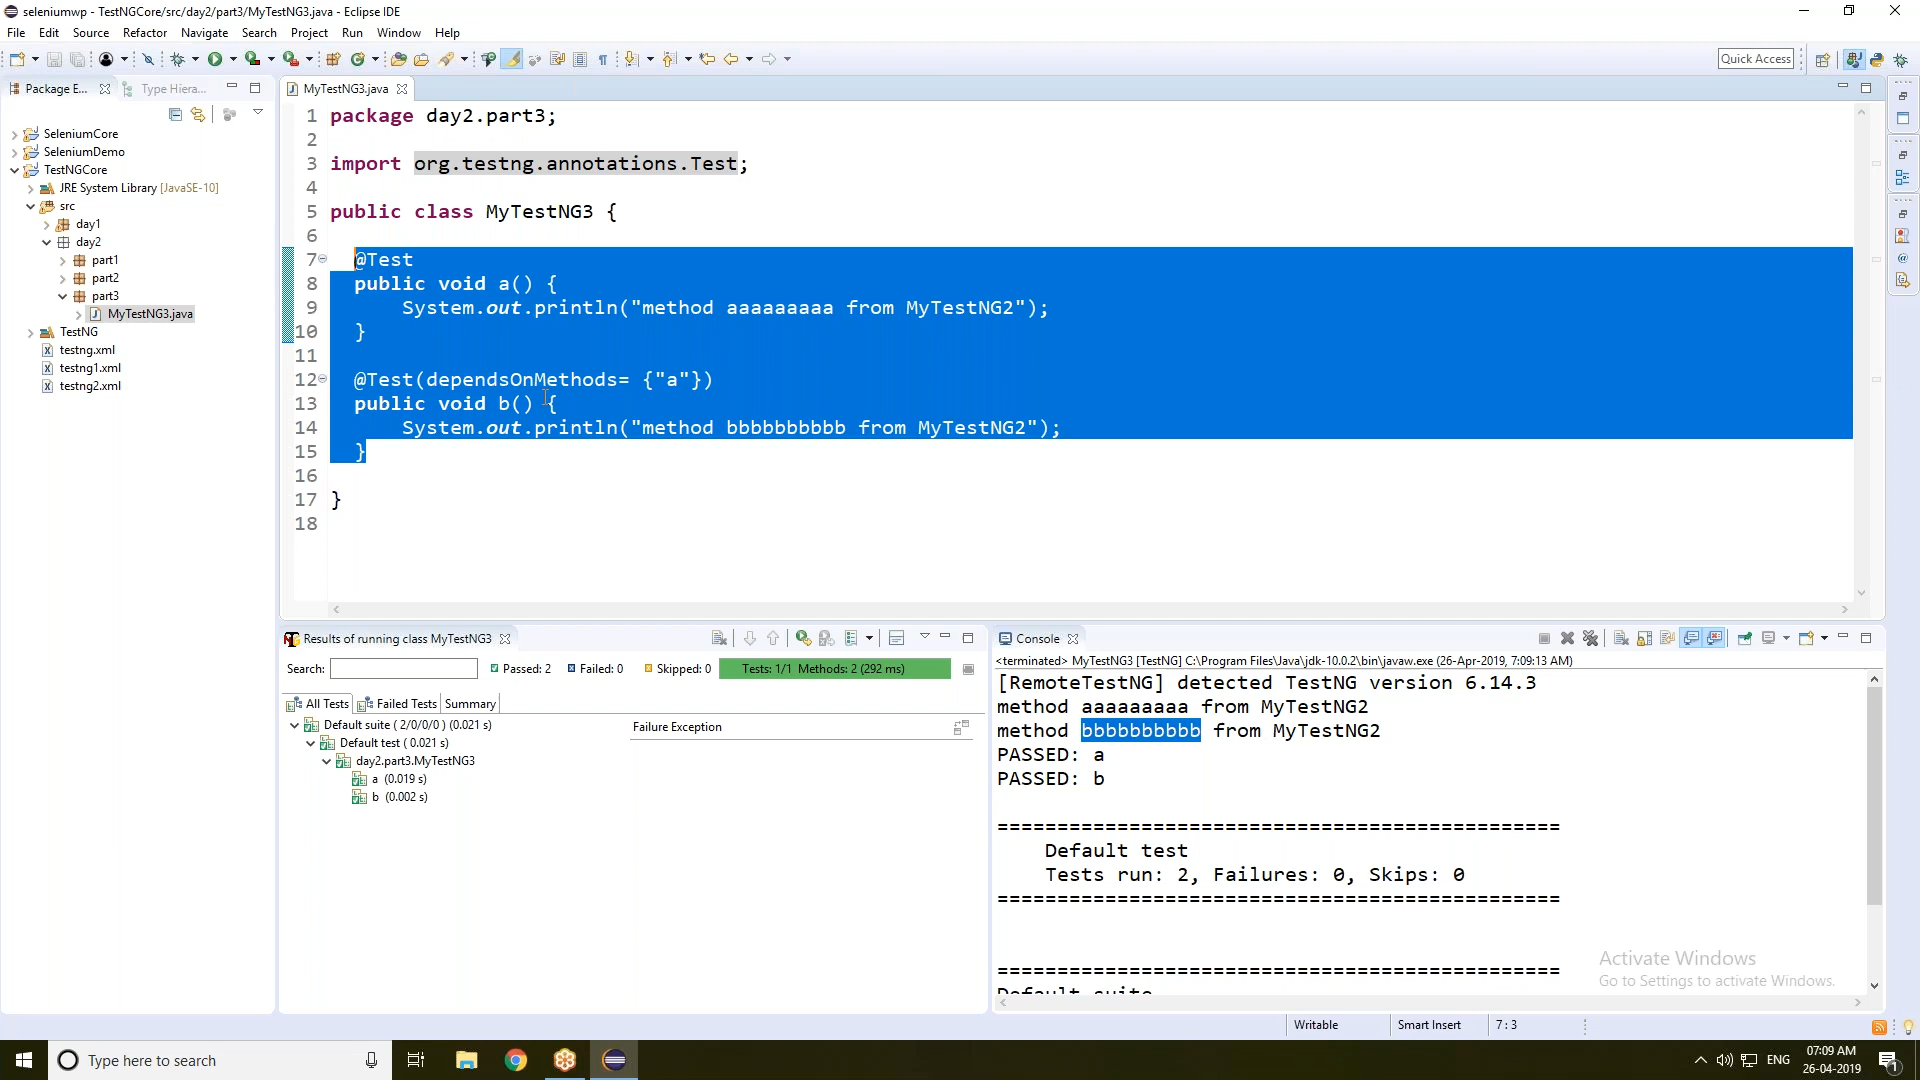 seleniumwp - TestNGCore/src/day2/part3/MyTestNG3.java - Eclipse IDE
File Edit Source Refactor Navigate Search Project Run Window Help
Quick Access
Package E... Type Hiera...
SeleniumCore
SeleniumDemo
TestNGCore
JRE System Library [JavaSE-10]
src
day1
day2
part1
part2
part3
MyTestNG3.java
TestNG
testng.xml
testng1.xml
testng2.xml
MyTestNG3.java
1 package day2.part3;
2
3 import org.testng.annotations.Test;
4
5 public class MyTestNG3 {
6
7 @Test
8 public void a() {
9 System.out.println("method aaaaaaaaa from MyTestNG2");
10 }
11
12 @Test(dependsOnMethods= {"a"})
13 public void b() {
14 System.out.println("method bbbbbbbbbb from MyTestNG2");
15 }
16
17 }
18
Results of running class MyTestNG3
Search: Passed: 2 Failed: 0 Skipped: 0 Tests: 1/1 Methods: 2 (292 ms)
All Tests Failed Tests Summary
Default suite ( 2/0/0/0 ) (0.021 s)
Default test ( 0.021 s)
day2.part3.MyTestNG3
a (0.019 s)
b (0.002 s)
Failure Exception
Console
<terminated> MyTestNG3 [TestNG] C:\Program Files\Java\jdk-10.0.2\bin\javaw.exe (26-Apr-2019, 7:09:13 AM)
[RemoteTestNG] detected TestNG version 6.14.3
method aaaaaaaaa from MyTestNG2
method bbbbbbbbbb from MyTestNG2
PASSED: a
PASSED: b
===============================================
Default test
Tests run: 2, Failures: 0, Skips: 0
===============================================
===============================================
Default suite
Activate Windows
Go to Settings to activate Windows.
Writable Smart Insert 7 : 3
Type here to search
ENG
07:09 AM
26-04-2019
1